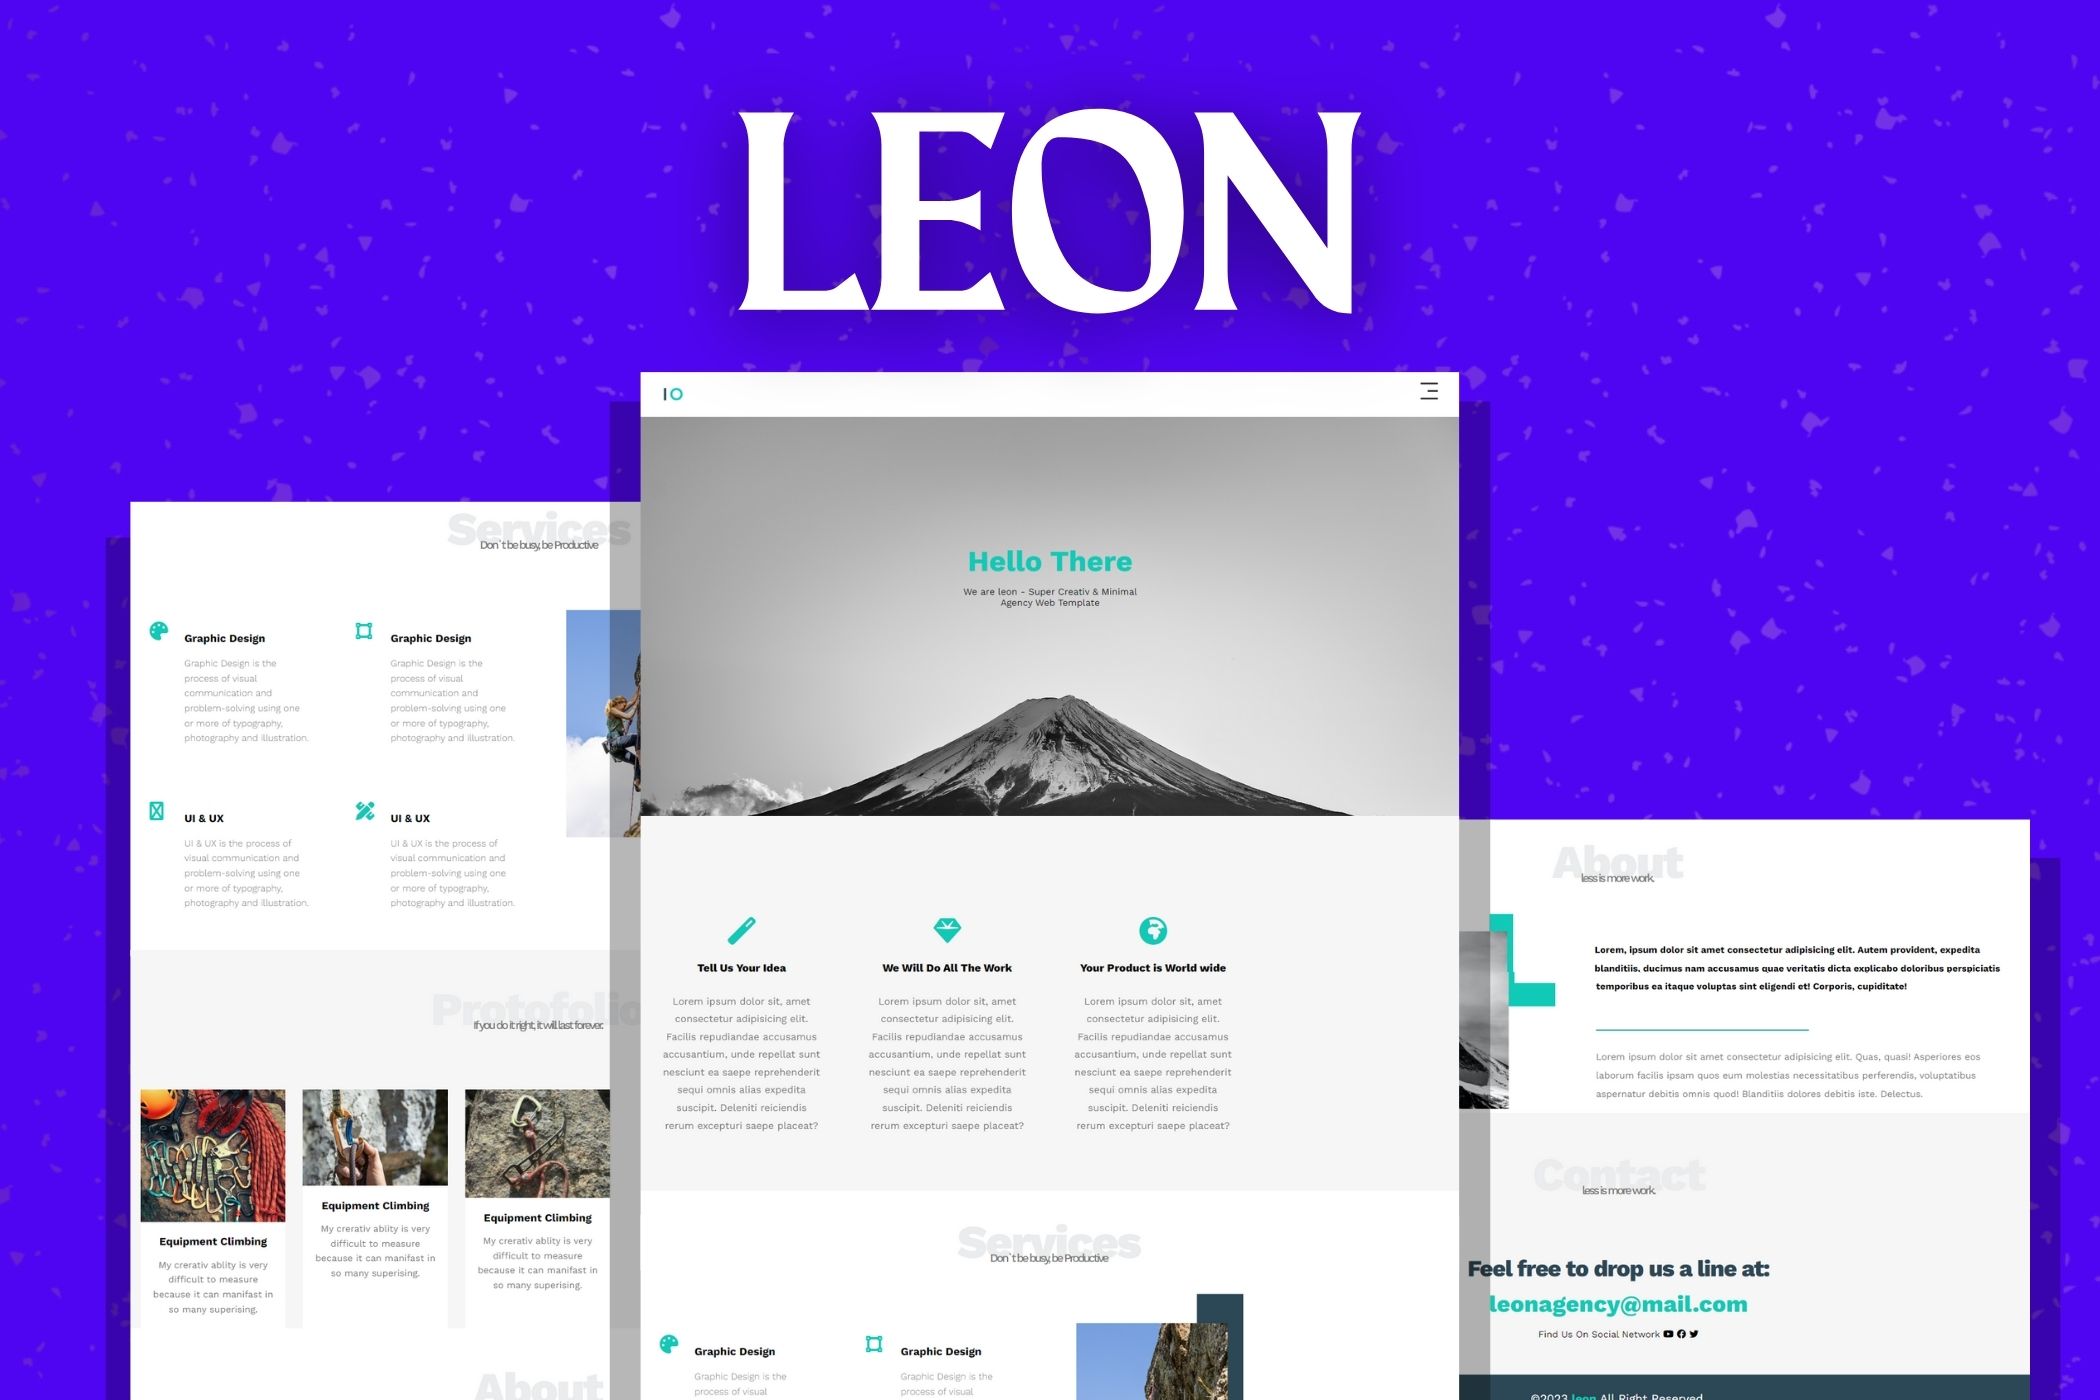 LEON
IO
Hello There
We are leon - Super Creativ & Minimal
Agency Web Template
Tell Us Your Idea
Lorem ipsum dolor sit, amet
consectetur adipisicing elit.
Facilis repudiandae accusamus
accusantium, unde repellat sunt
nesciunt ea saepe reprehenderit
sequi omnis alias expedita
suscipit. Deleniti reiciendis
rerum excepturi saepe placeat?
We Will Do All The Work
Lorem ipsum dolor sit, amet
consectetur adipisicing elit.
Facilis repudiandae accusamus
accusantium, unde repellat sunt
nesciunt ea saepe reprehenderit
sequi omnis alias expedita
suscipit. Deleniti reiciendis
rerum excepturi saepe placeat?
Your Product is World wide
Lorem ipsum dolor sit, amet
consectetur adipisicing elit.
Facilis repudiandae accusamus
accusantium, unde repellat sunt
nesciunt ea saepe reprehenderit
sequi omnis alias expedita
suscipit. Deleniti reiciendis
rerum excepturi saepe placeat?
Services
Don`t be busy, be Productive
Graphic Design
Graphic Design is the
process of visual
Graphic Design
Graphic Design is the
process of visual
Services
Don`t be busy, be Productive
Graphic Design
Graphic Design is the
process of visual
communication and
problem-solving using one
or more of typography,
photography and illustration.
Graphic Design
Graphic Design is the
process of visual
communication and
problem-solving using one
or more of typography,
photography and illustration.
UI & UX
UI & UX is the process of
visual communication and
problem-solving using one
or more of typography,
photography and illustration.
UI & UX
UI & UX is the process of
visual communication and
problem-solving using one
or more of typography,
photography and illustration.
Protofolio
If you do it right, it will last forever.
Equipment Climbing
My crerativ ablity is very
difficult to measure
because it can manifast in
so many superising.
Equipment Climbing
My crerativ ablity is very
difficult to measure
because it can manifast in
so many superising.
Equipment Climbing
My crerativ ablity is very
difficult to measure
because it can manifast in
so many superising.
About
About
less is more work.
Lorem, ipsum dolor sit amet consectetur adipisicing elit. Autem provident, expedita
blanditiis, ducimus nam accusamus quae veritatis dicta explicabo doloribus perspiciatis
temporibus ea itaque voluptas sint eligendi et! Corporis, cupiditate!
Lorem ipsum dolor sit amet consectetur adipisicing elit. Quas, quasi! Asperiores eos
laborum facilis ipsam quos eum molestias necessitatibus perferendis, voluptatibus
aspernatur debitis omnis quod! Blanditiis dolores debitis iste. Delectus.
Contact
less is more work.
Feel free to drop us a line at:
leonagency@mail.com
Find Us On Social Network
©2023 leon All Right Reserved